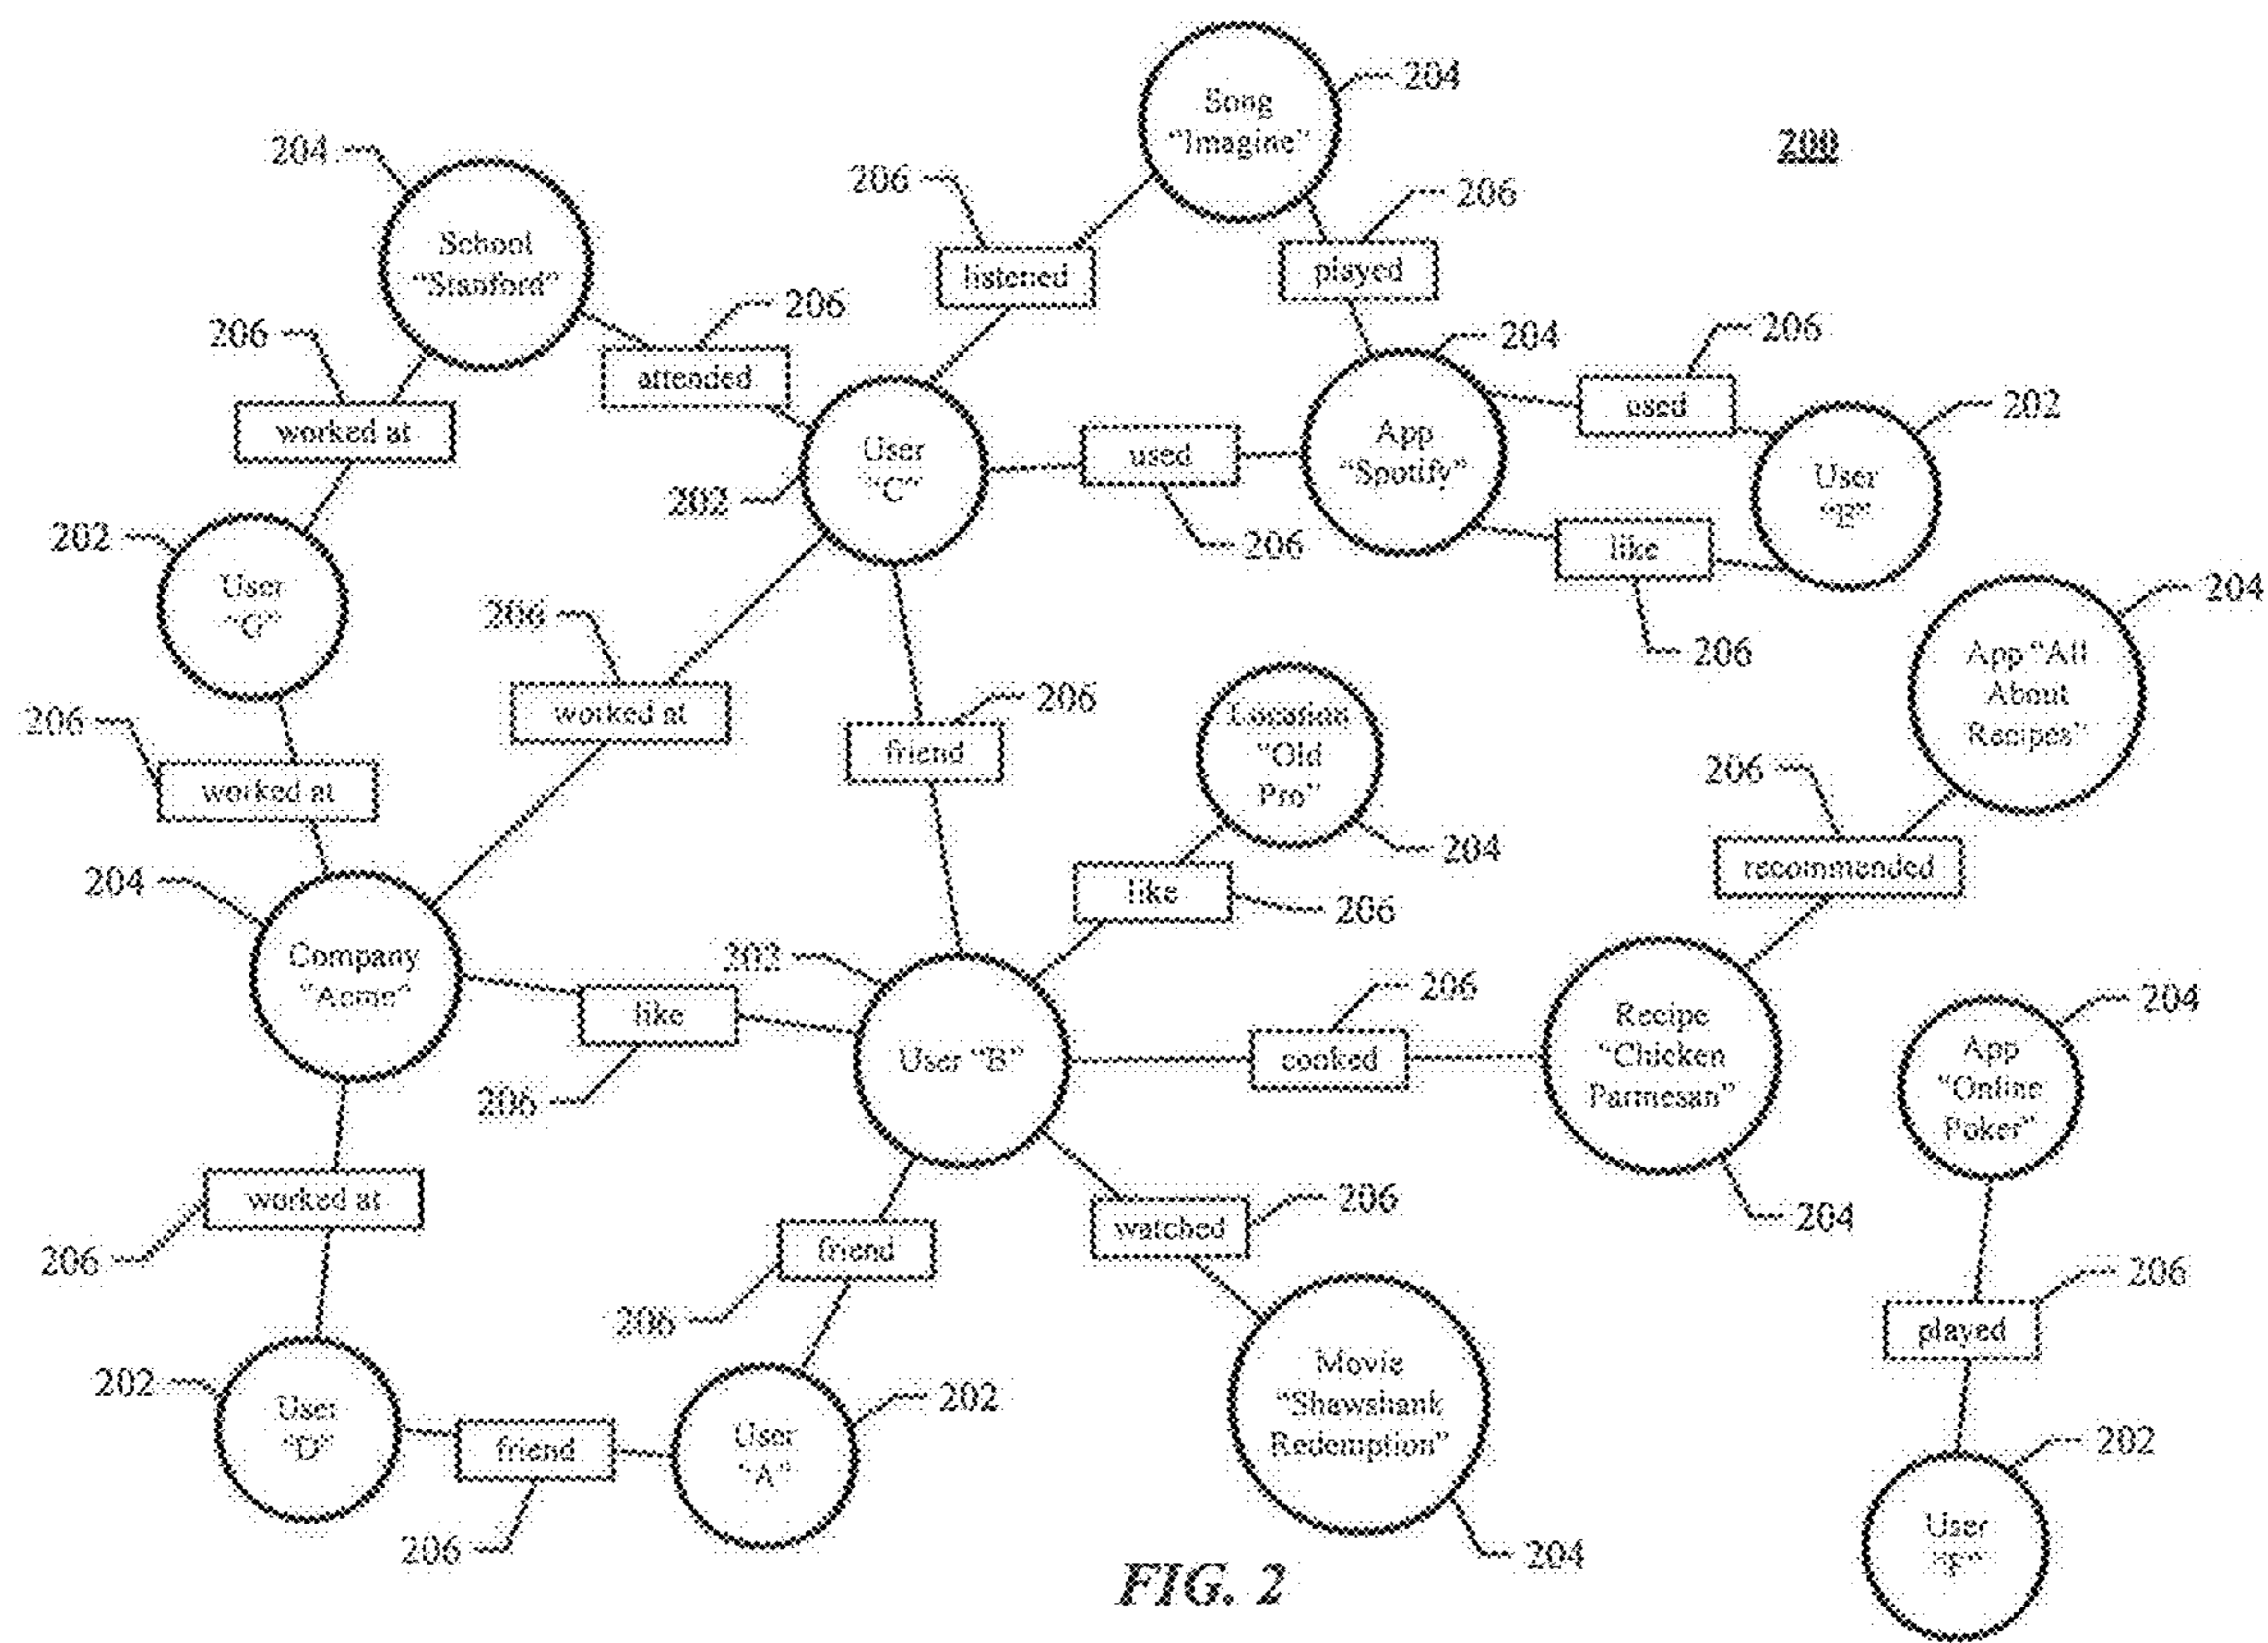 204
Song
“Imagine”
200
204
206
206
School
“Stanford”
listened
played
206
206
204
206
attended
used
202
worked at
User
“C”
used
App
“Spotify”
User
“E”
202
206
like
202
User
“G”
204
206
206
App “All
About
Recipes”
206
worked at
206
friend
Location
“Old
Pro”
206
worked at
204
recommended
204
like
206
Company
“Acme”
202
206
204
like
User “B”
cooked
Recipe
“Chicken
Parmesan”
App
“Online
Poker”
206
worked at
206
204
206
friend
watched
206
206
played
202
User
“D”
friend
User
“A”
202
Movie
“Shawshank
Redemption”
202
206
204
User
“F”
FIG. 2